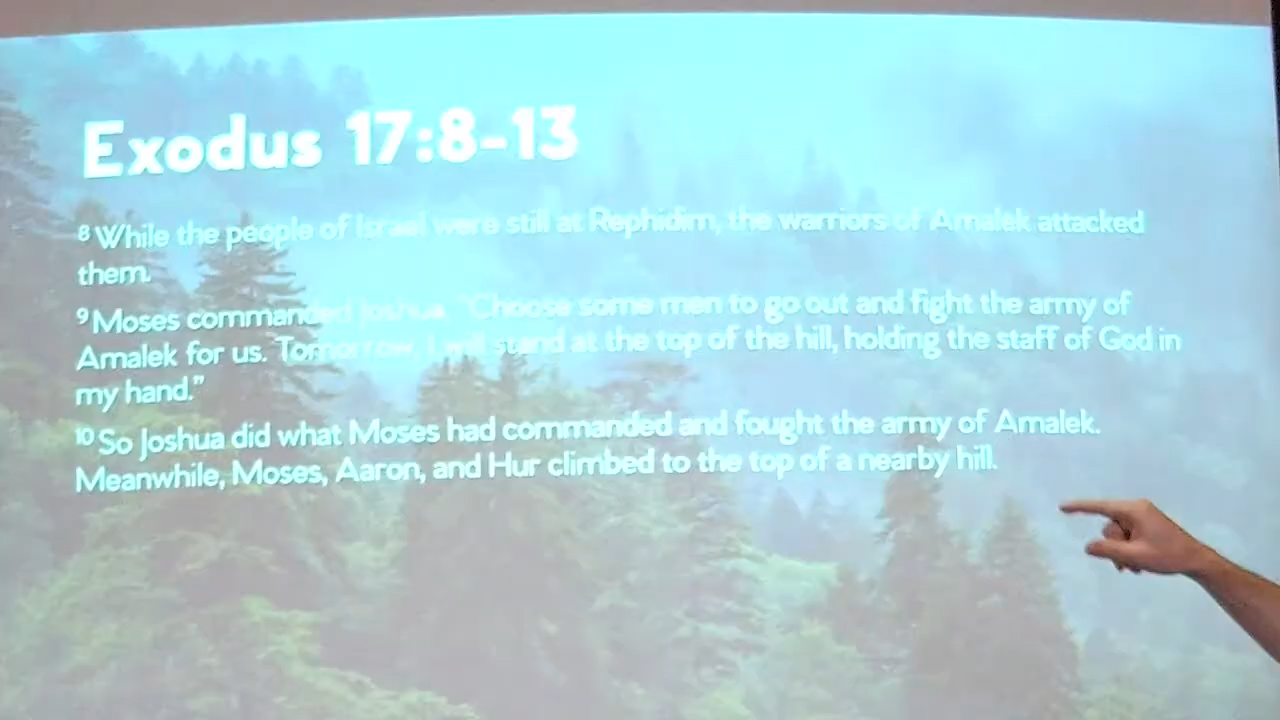 Exodus 17:8-13
8 While the people of Israel were still at Rephidim, the warriors of Amalek attacked
them.
9 Moses commanded Joshua, "Choose some men to go out and fight the army of
Amalek for us. Tomorrow, I will stand at the top of the hill, holding the staff of God in
my hand."
10 So Joshua did what Moses had commanded and fought the army of Amalek.
Meanwhile, Moses, Aaron, and Hur climbed to the top of a nearby hill.